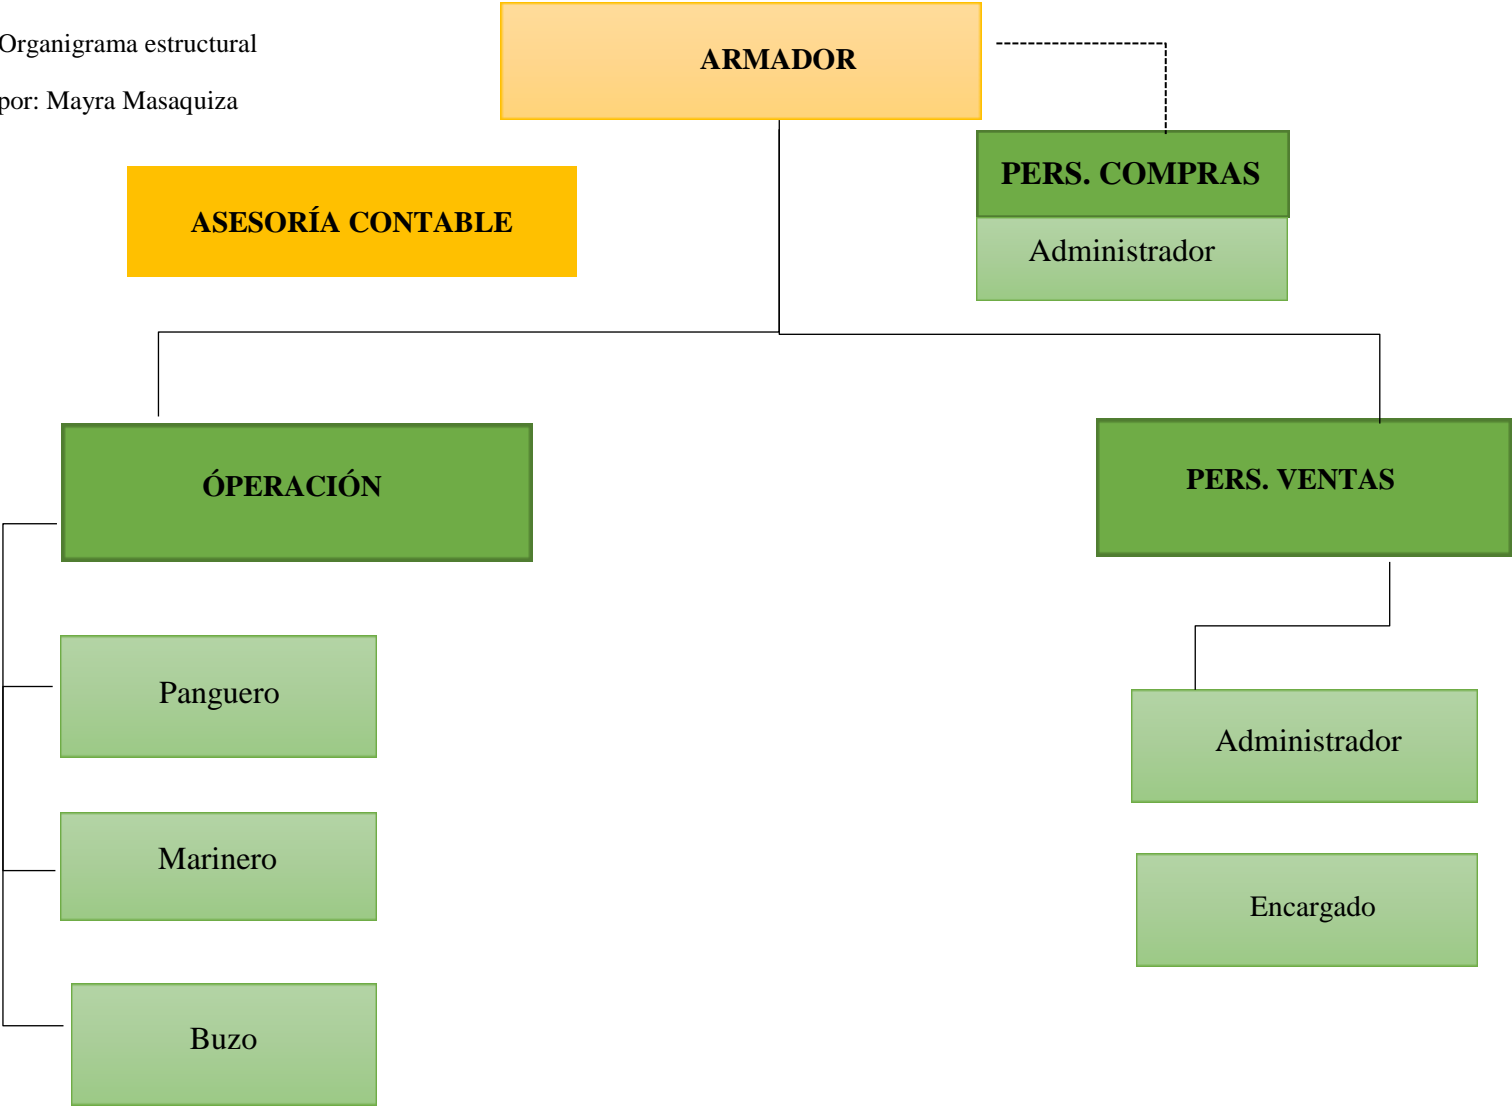 Organigrama estructural
por: Mayra Masaquiza
ARMADOR
PERS. COMPRAS
Administrador
ASESORÍA CONTABLE
ÓPERACIÓN
PERS. VENTAS
Panguero
Marinero
Buzo
Administrador
Encargado